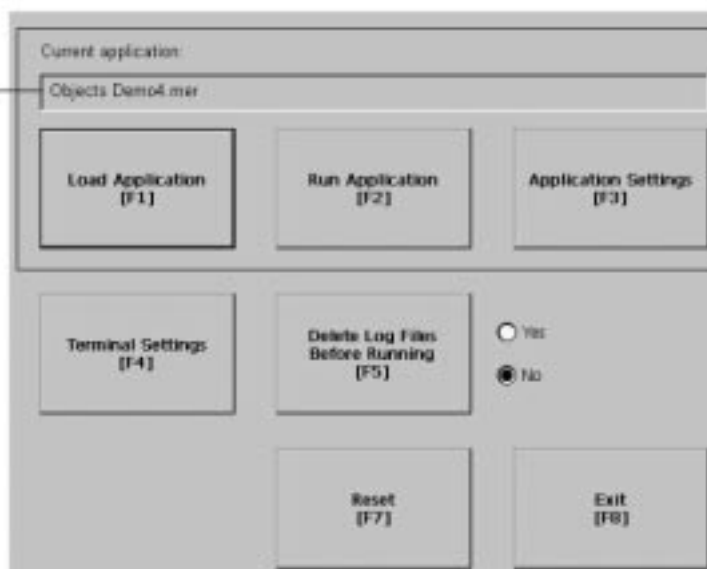 Current application:
Objects Demo4.mer
Load Application
[F1]
Run Application
[F2]
Application Settings
[F3]
Terminal Settings
[F4]
Delete Log Files
Before Running
[F5]
Yes
No
Reset
[F7]
Exit
[F8]